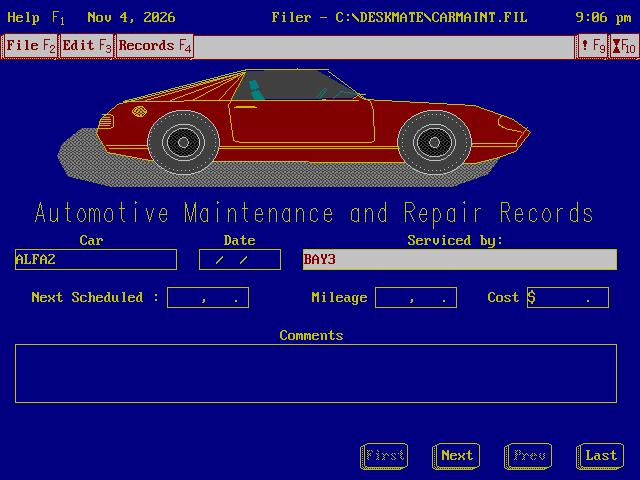 Help F1 Nov 4, 2026 Filer - C:\DESKMATE\CARMAINT.FIL 9:06 pm
File F2 Edit F3 Records F4 ! F9 F10
Automotive Maintenance and Repair Records
Car Date Serviced by:
ALFA2 / / BAY3
Next Scheduled : , . Mileage , . Cost $ .
Comments
First Next Prev Last